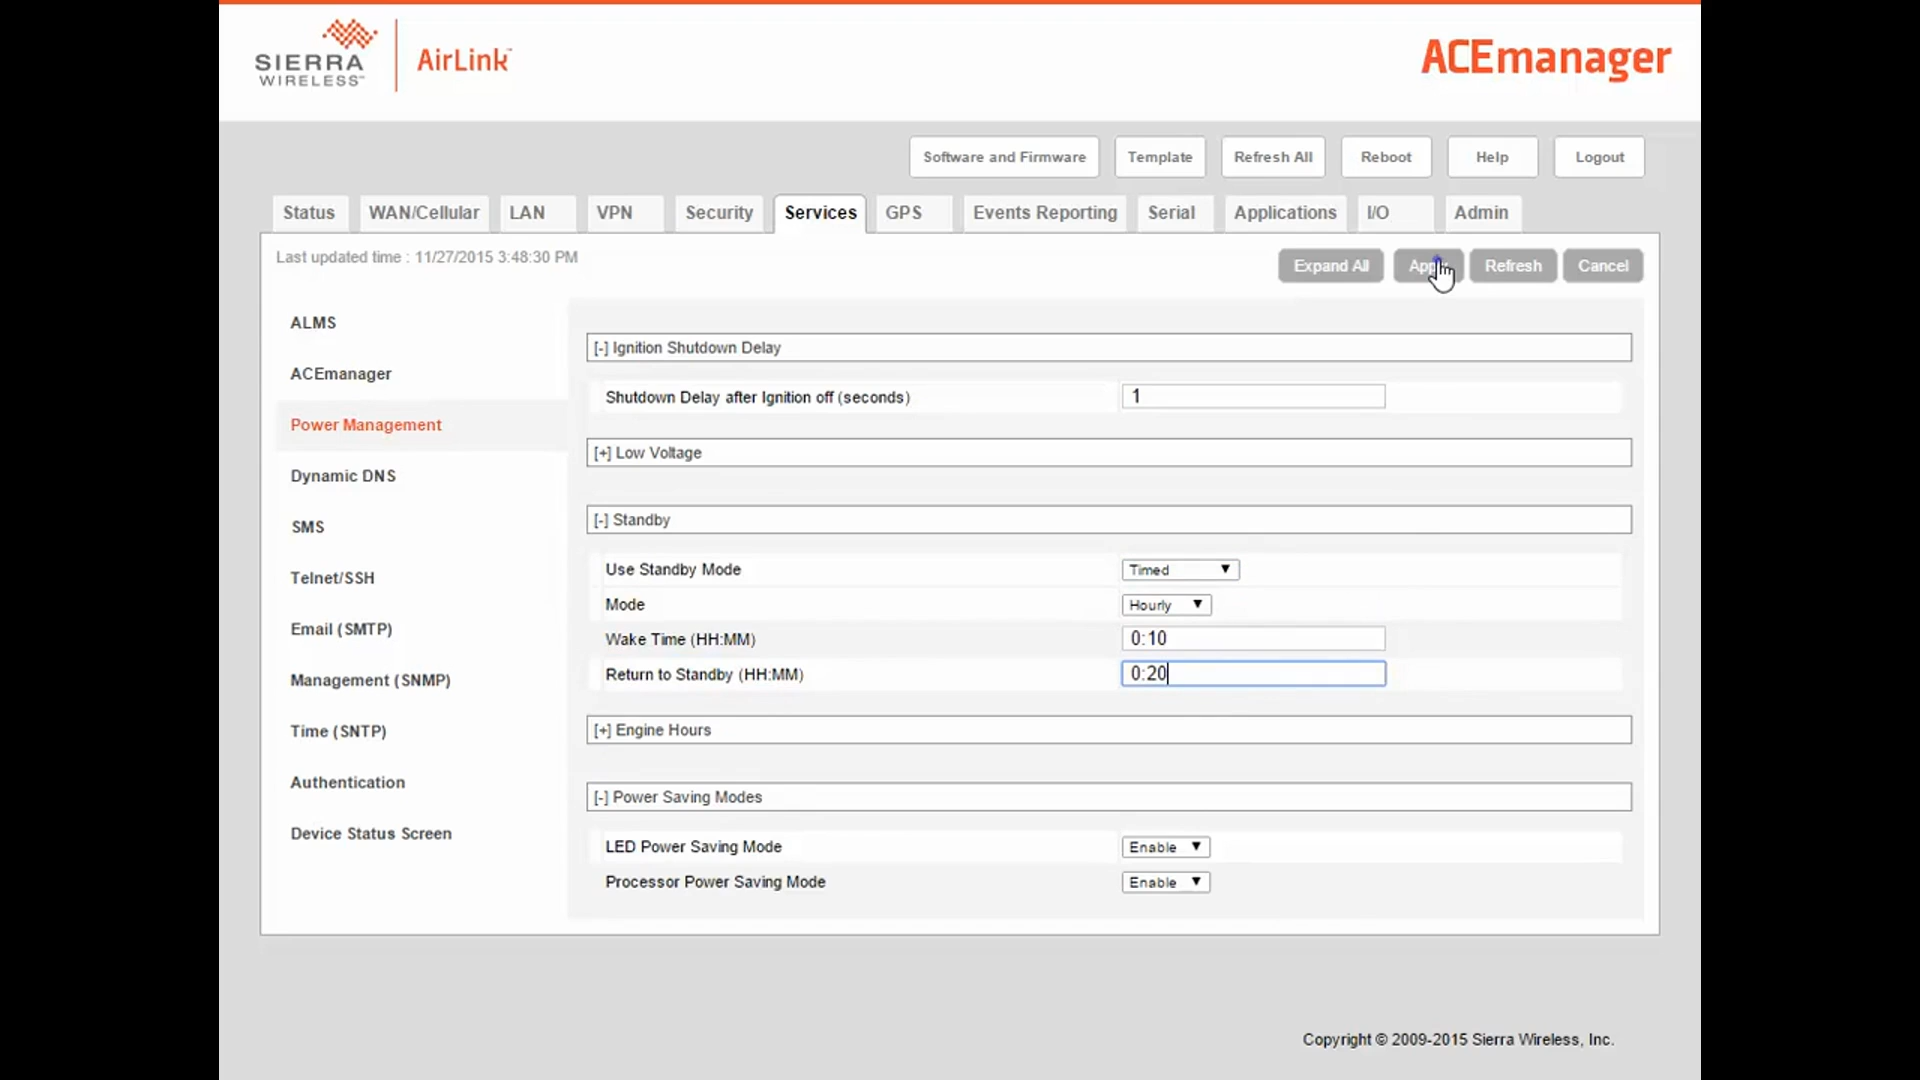 SIERRA
WIRELESS™
AirLink™
ACEmanager
Software and Firmware
Template
Refresh All
Reboot
Help
Logout
Status
WAN/Cellular
LAN
VPN
Security
Services
GPS
Events Reporting
Serial
Applications
I/O
Admin
Last updated time : 11/27/2015 3:48:30 PM
Expand All
Refresh
Cancel
ALMS
ACEmanager
Power Management
Dynamic DNS
SMS
Telnet/SSH
Email (SMTP)
Management (SNMP)
Time (SNTP)
Authentication
Device Status Screen
[-] Ignition Shutdown Delay
Shutdown Delay after Ignition off (seconds) 1
[+] Low Voltage
[-] Standby
Use Standby Mode Timed
Mode Hourly
Wake Time (HH:MM) 0:10
Return to Standby (HH:MM) 0:20
[+] Engine Hours
[-] Power Saving Modes
LED Power Saving Mode Enable
Processor Power Saving Mode Enable
Copyright © 2009-2015 Sierra Wireless, Inc.